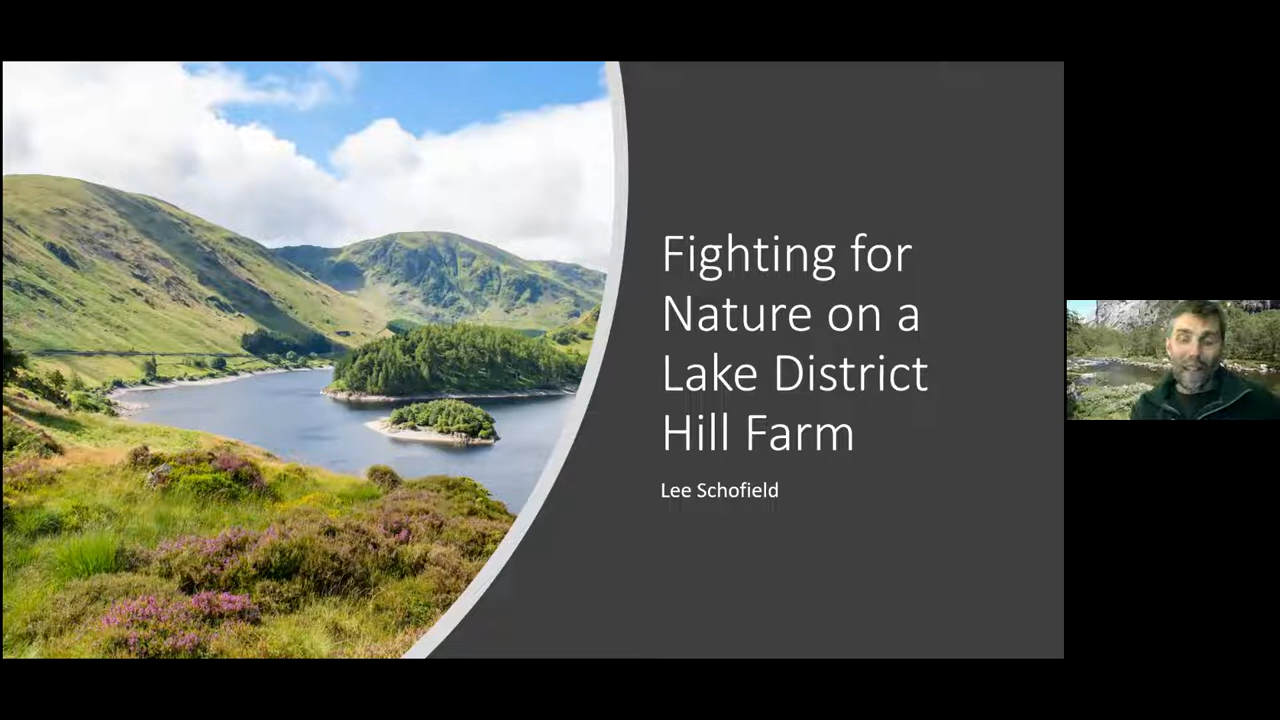 Fighting for
Nature on a
Lake District
Hill Farm
Lee Schofield